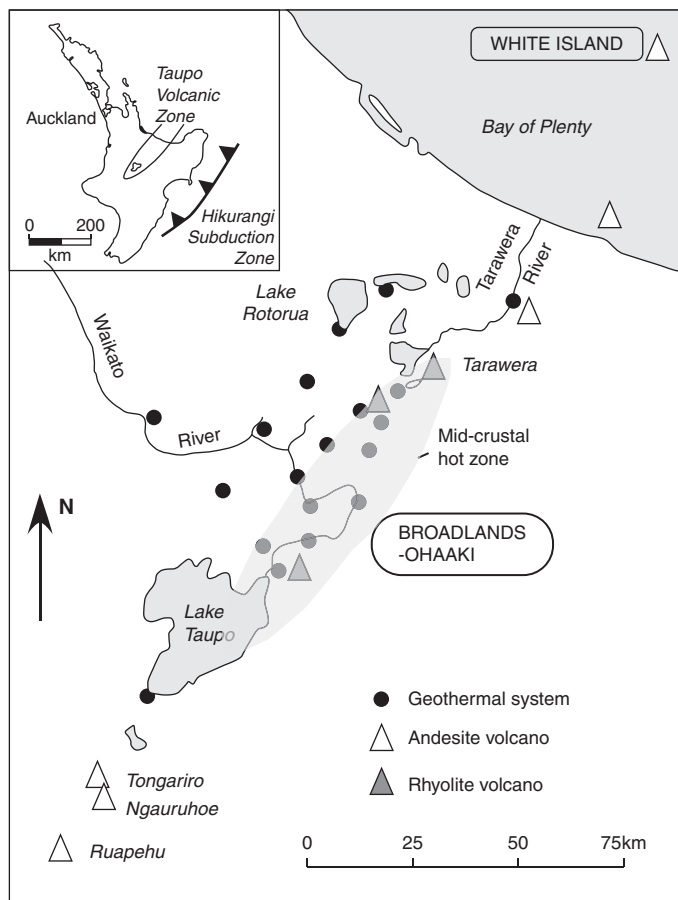 WHITE ISLAND
Taupo
Volcanic
Zone
Auckland
Bay of Plenty
0 200
km
Hikurangi
Subduction
Zone
Tarawera
River
Lake
Rotorua
Waikato
River
Tarawera
Mid-crustal
hot zone
N
BROADLANDS
-OHAAKI
Lake
Taupo
Geothermal system
Andesite volcano
Rhyolite volcano
Tongariro
Ngauruhoe
Ruapehu
0 25 50 75km